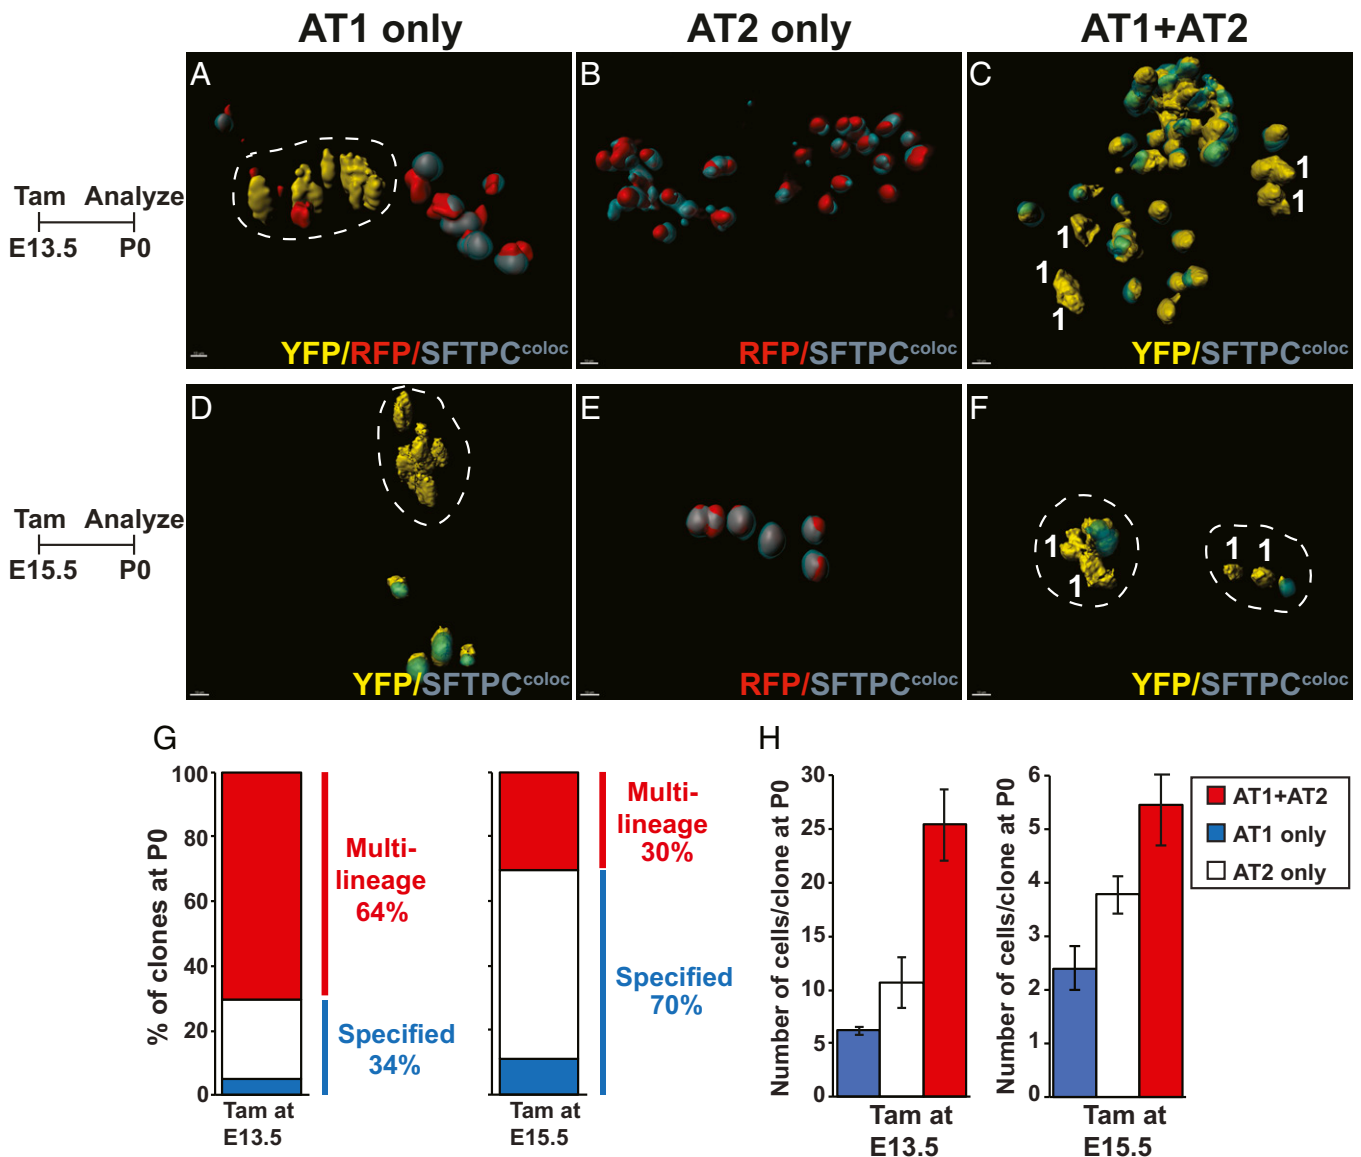 AT1 only
AT2 only
AT1+AT2
A
B
C
1
1
1
1
1
Tam Analyze
E13.5 P0
YFP/RFP/SFTPCcoloc
RFP/SFTPCcoloc
YFP/SFTPCcoloc
D
E
F
1
1
1 1
Tam Analyze
E15.5 P0
YFP/SFTPCcoloc
RFP/SFTPCcoloc
YFP/SFTPCcoloc
G
% of clones at P0
100
80
60
40
20
0
Multi-
lineage
64%
Specified
34%
Tam at
E13.5
Multi-
lineage
30%
Specified
70%
Tam at
E15.5
H
Number of cells/clone at P0
30
25
20
15
10
5
0
Tam at
E13.5
Number of cells/clone at P0
6
5
4
3
2
1
0
Tam at
E15.5
AT1+AT2
AT1 only
AT2 only